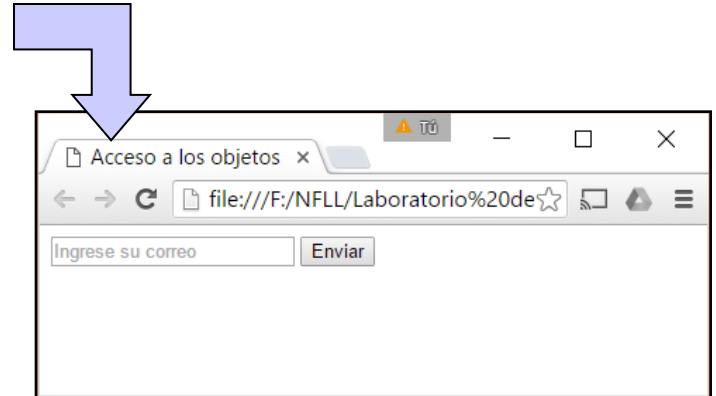 Tú
Acceso a los objetos
file:///F:/NFLL/Laboratorio%20de
Ingrese su correo
Enviar